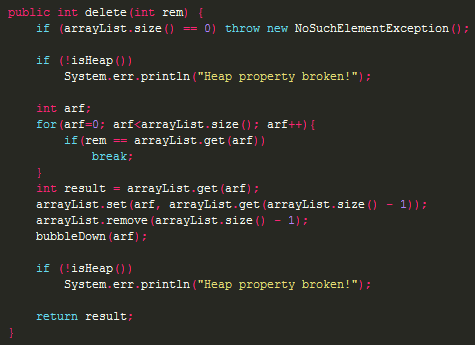 public int delete(int rem) {
    if (arrayList.size() == 0) throw new NoSuchElementException();

    if (!isHeap())
        System.err.println("Heap property broken!");

    int arf;
    for(arf=0; arf<arrayList.size(); arf++){
        if(rem == arrayList.get(arf))
            break;
    }
    int result = arrayList.get(arf);
    arrayList.set(arf, arrayList.get(arrayList.size() - 1));
    arrayList.remove(arrayList.size() - 1);
    bubbleDown(arf);

    if (!isHeap())
        System.err.println("Heap property broken!");

    return result;
}